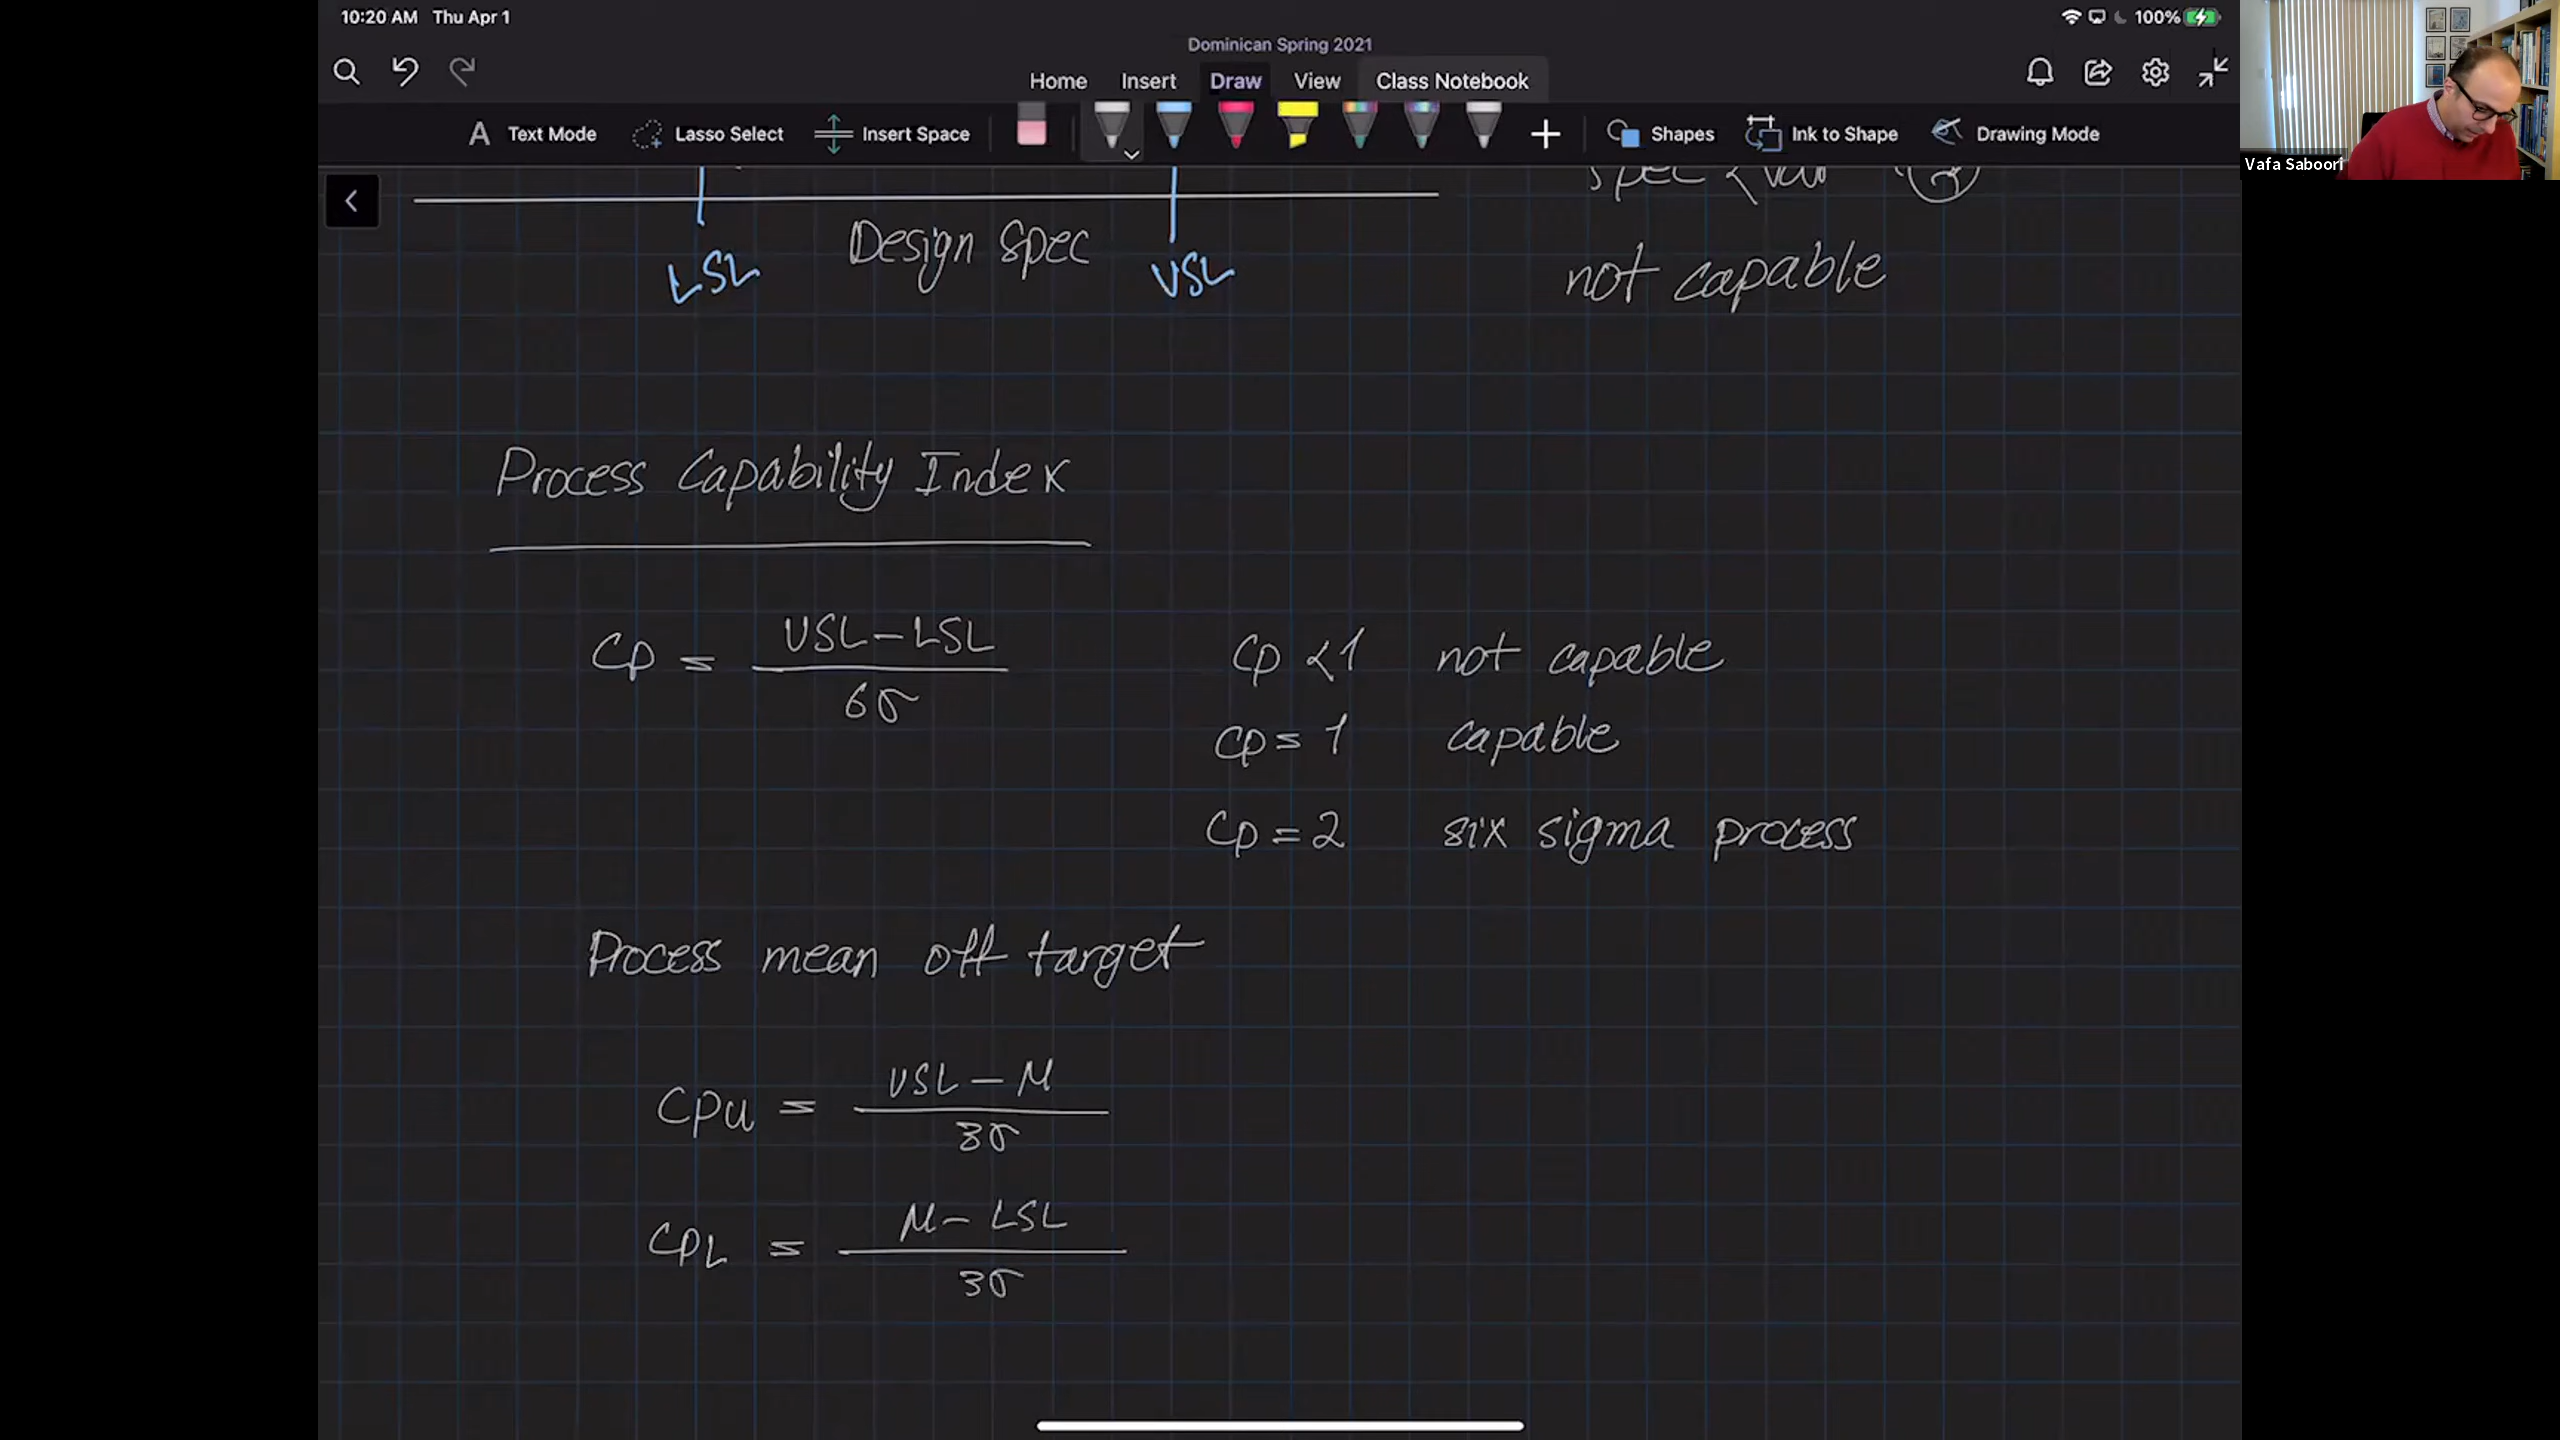 10:20 AM Thu Apr 1
100%
Dominican Spring 2021
Home Insert Draw View Class Notebook
A Text Mode Lasso Select Insert Space Shapes Ink to Shape Drawing Mode
Vafa Saboori
spec < var 
Design Spec
LSL USL
not capable
Process Capability Index
Cp = USL - LSL / 6σ
Cp < 1 not capable
Cp = 1 capable
Cp = 2 six sigma process
Process mean off target
CPU = USL - M / 3σ
CPL = M - LSL / 3σ